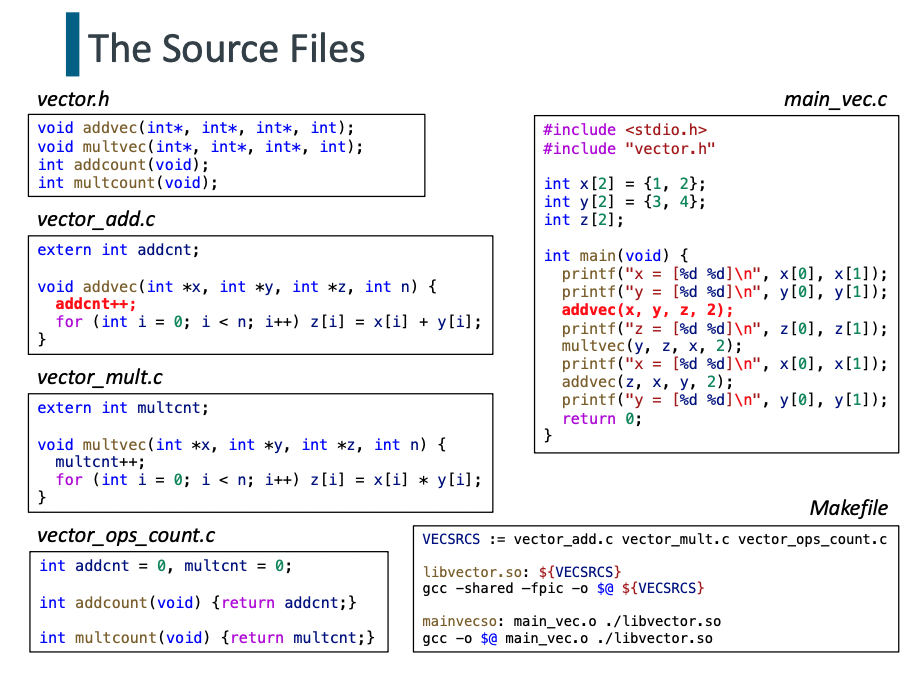 The Source Files
vector.h
void addvec(int*, int*, int*, int);
void multvec(int*, int*, int*, int);
int addcount(void);
int multcount(void);
vector_add.c
extern int addcnt;
void addvec(int *x, int *y, int *z, int n) {
addcnt++;
for (int i = 0; i < n; i++) z[i] = x[i] + y[i];
}
vector_mult.c
extern int multcnt;
void multvec(int *x, int *y, int *z, int n) {
multcnt++;
for (int i = 0; i < n; i++) z[i] = x[i] * y[i];
}
vector_ops_count.c
int addcnt = 0, multcnt = 0;
int addcount(void) {return addcnt;}
int multcount(void) {return multcnt;}
main_vec.c
#include <stdio.h>
#include "vector.h"
int x[2] = {1, 2};
int y[2] = {3, 4};
int z[2];
int main(void) {
printf("x = [%d %d]\n", x[0], x[1]);
printf("y = [%d %d]\n", y[0], y[1]);
addvec(x, y, z, 2);
printf("z = [%d %d]\n", z[0], z[1]);
multvec(y, z, x, 2);
printf("x = [%d %d]\n", x[0], x[1]);
addvec(z, x, y, 2);
printf("y = [%d %d]\n", y[0], y[1]);
return 0;
}
Makefile
VECSRCS := vector_add.c vector_mult.c vector_ops_count.c
libvector.so: ${VECSRCS}
gcc –shared –fpic -o $@ ${VECSRCS}
mainvecso: main_vec.o ./libvector.so
gcc -o $@ main_vec.o ./libvector.so